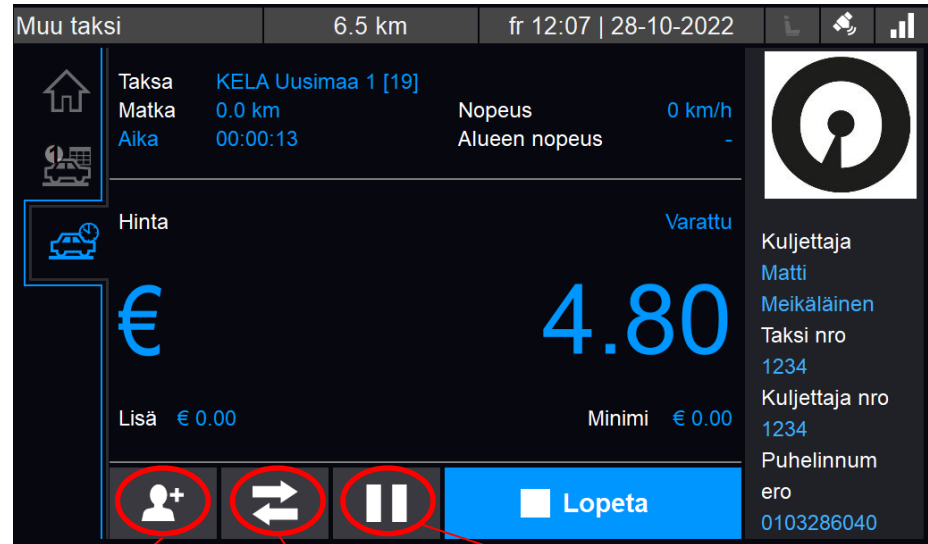 Muu taksi 6.5 km fr 12:07 | 28-10-2022
Taksa KELA Uusimaa 1 [19]
Matka 0.0 km Nopeus 0 km/h
Aika 00:00:13 Alueen nopeus -
Hinta Varattu
€ 4.80
Lisä € 0.00 Minimi € 0.00
Lopeta
Kuljettaja
Matti
Meikäläinen
Taksi nro
1234
Kuljettaja nro
1234
Puhelinnum
ero
0103286040